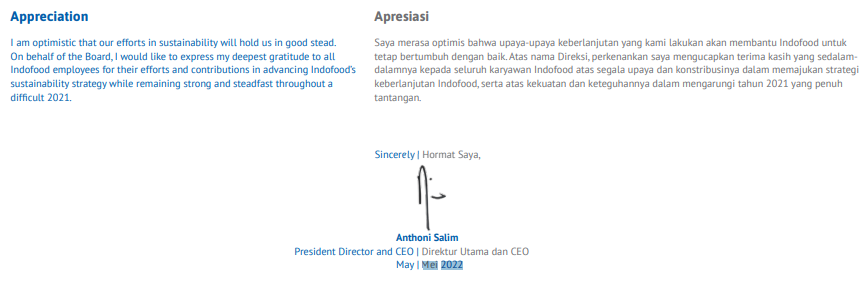 Appreciation
I am optimistic that our efforts in sustainability will hold us in good stead.
On behalf of the Board, I would like to express my deepest gratitude to all
Indofood employees for their efforts and contributions in advancing Indofood's
sustainability strategy while remaining strong and steadfast throughout a
difficult 2021.
Apresiasi
Saya merasa optimis bahwa upaya-upaya keberlanjutan yang kami lakukan akan membantu Indofood untuk
tetap bertumbuh dengan baik. Atas nama Direksi, perkenankan saya mengucapkan terima kasih yang sedalam-
dalamnya kepada seluruh karyawan Indofood atas segala upaya dan konstribusinya dalam memajukan strategi
keberlanjutan Indofood, serta atas kekuatan dan keteguhannya dalam mengarungi tahun 2021 yang penuh
tantangan.
Sincerely | Hormat Saya,
Anthoni Salim
President Director and CEO | Direktur Utama dan CEO
May | Mei 2022